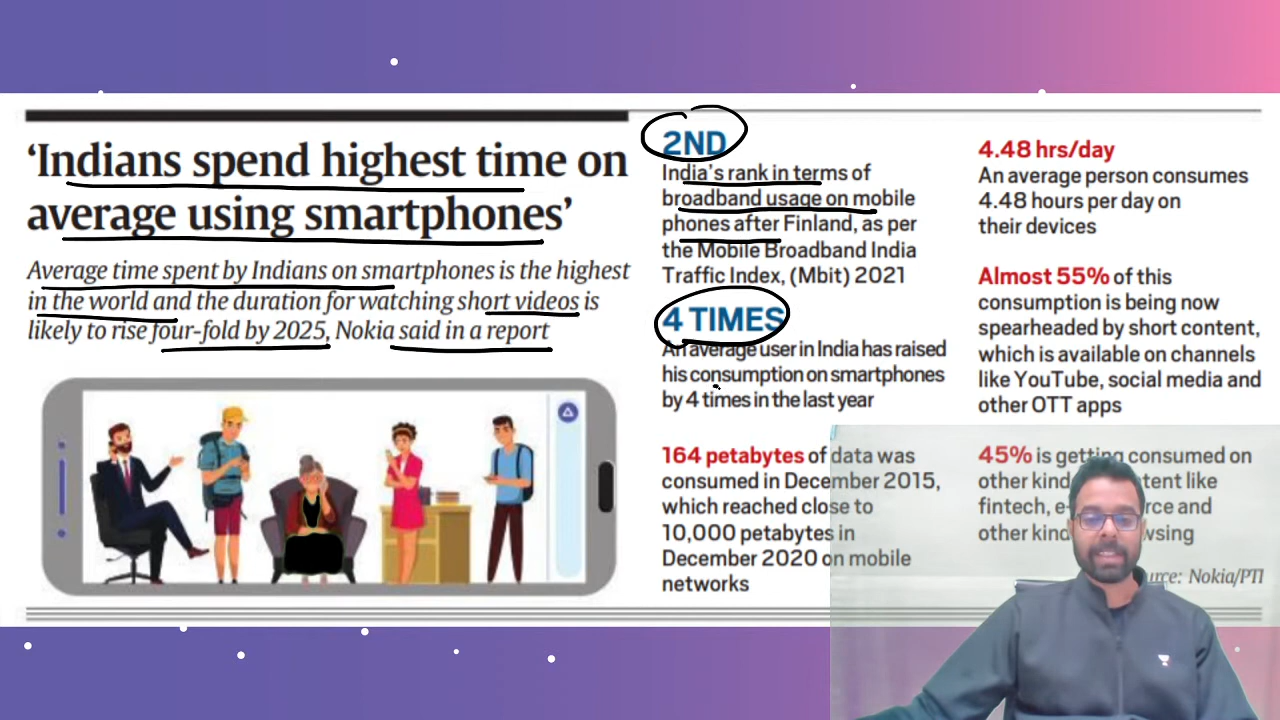 ‘Indians spend highest time on
average using smartphones’
Average time spent by Indians on smartphones is the highest
in the world and the duration for watching short videos is
likely to rise four-fold by 2025, Nokia said in a report
2ND
India's rank in terms of
broadband usage on mobile
phones after Finland, as per
the Mobile Broadband India
Traffic Index, (Mbit) 2021
4 TIMES
An average user in India has raised
his consumption on smartphones
by 4 times in the last year
164 petabytes of data was
consumed in December 2015,
which reached close to
10,000 petabytes in
December 2020 on mobile
networks
4.48 hrs/day
An average person consumes
4.48 hours per day on
their devices
Almost 55% of this
consumption is being now
spearheaded by short content,
which is available on channels
like YouTube, social media and
other OTT apps
45% is getting consumed on
other like
fintech, and
other
Nokia/PTI